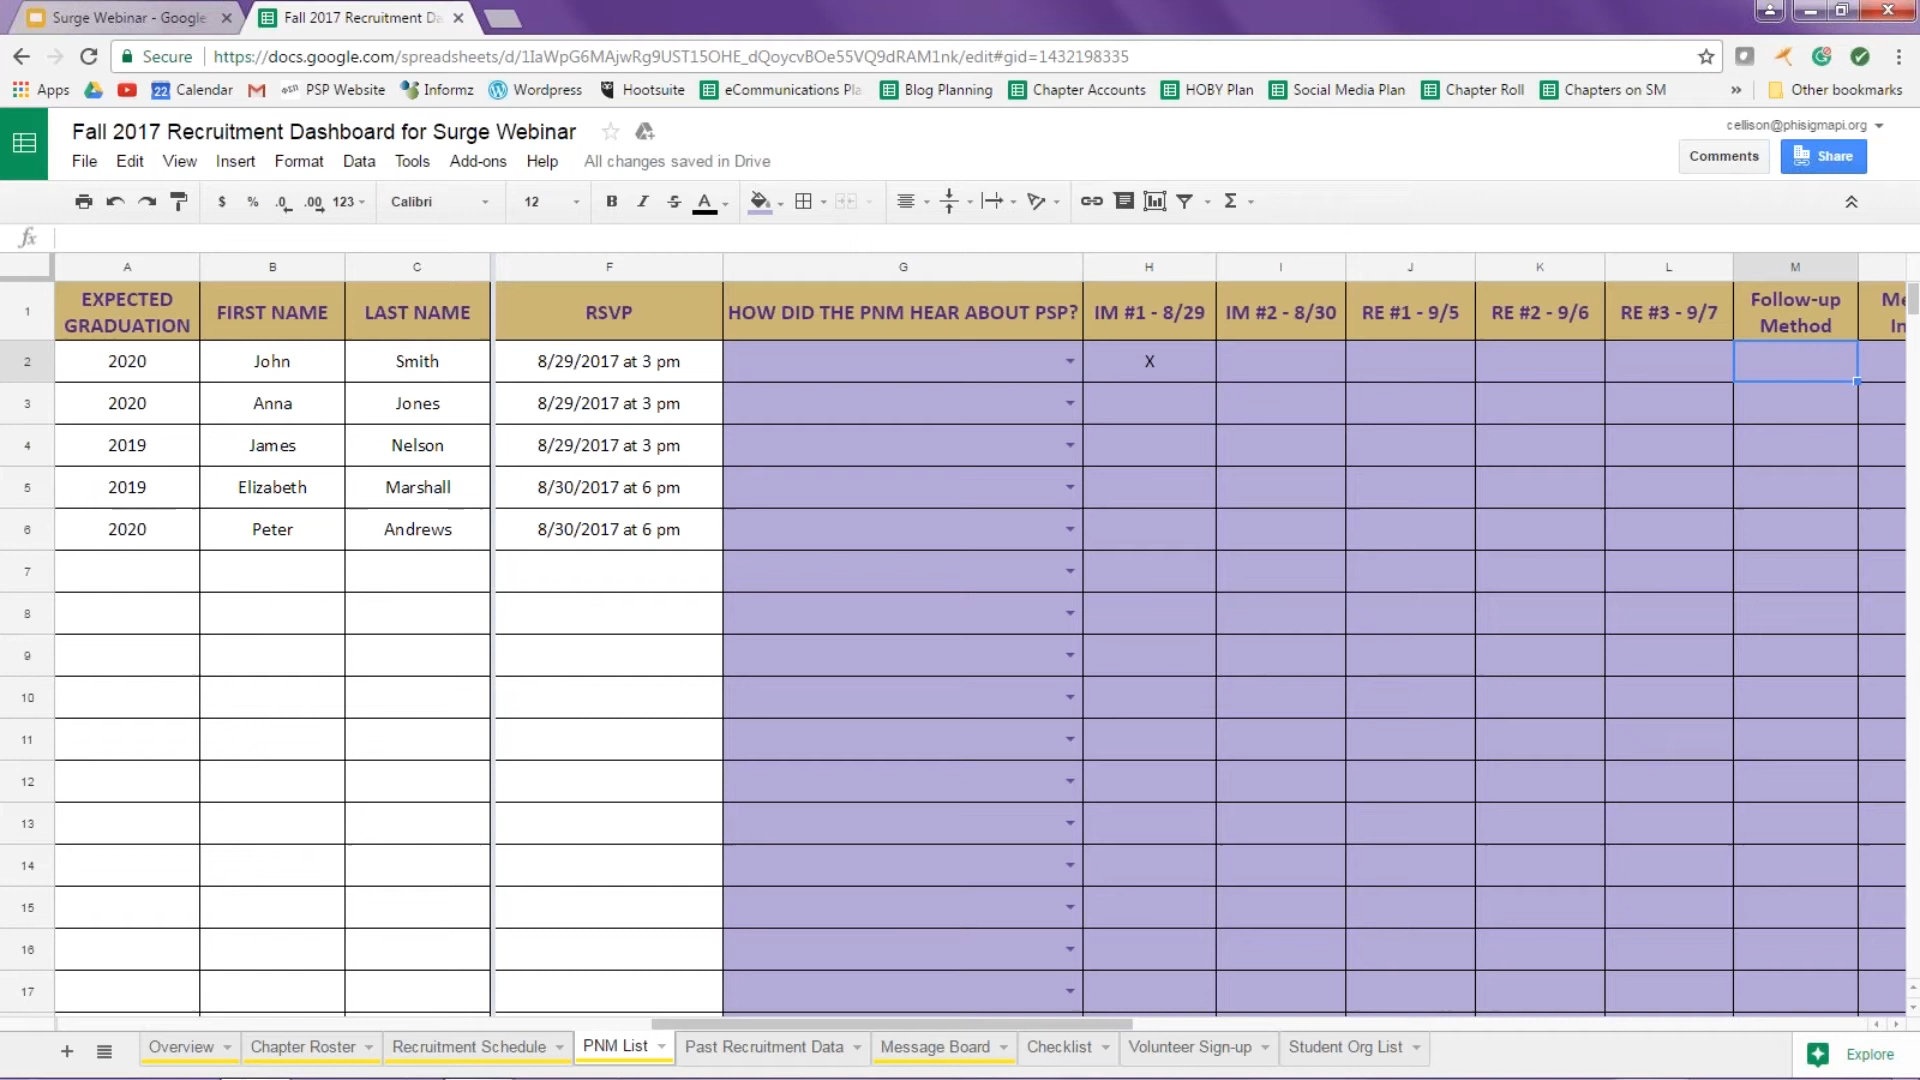 Surge Webinar - Google
Fall 2017 Recruitment Da
Secure
https://docs.google.com/spreadsheets/d/1IaWpG6MAjwRg9UST15OHE_dQoycvBOe55VQ9dRAM1nk/edit#gid=1432198335
Apps
22 Calendar
PSP Website
Informz
Wordpress
Hootsuite
eCommunications Pla
Blog Planning
Chapter Accounts
HOBY Plan
Social Media Plan
Chapter Roll
Chapters on SM
»
Other bookmarks
Fall 2017 Recruitment Dashboard for Surge Webinar
cellison@phisigmapi.org
File Edit View Insert Format Data Tools Add-ons Help All changes saved in Drive
Comments
Share
$ % .0 .00 123 Calibri 12 B I S A Σ
fx
A B C F G H I J K L M
1 EXPECTED GRADUATION FIRST NAME LAST NAME RSVP HOW DID THE PNM HEAR ABOUT PSP? IM #1 - 8/29 IM #2 - 8/30 RE #1 - 9/5 RE #2 - 9/6 RE #3 - 9/7 Follow-up Method Me In
2 2020 John Smith 8/29/2017 at 3 pm X
3 2020 Anna Jones 8/29/2017 at 3 pm
4 2019 James Nelson 8/29/2017 at 3 pm
5 2019 Elizabeth Marshall 8/30/2017 at 6 pm
6 2020 Peter Andrews 8/30/2017 at 6 pm
7
8
9
10
11
12
13
14
15
16
17
+ Overview Chapter Roster Recruitment Schedule PNM List Past Recruitment Data Message Board Checklist Volunteer Sign-up Student Org List
Explore